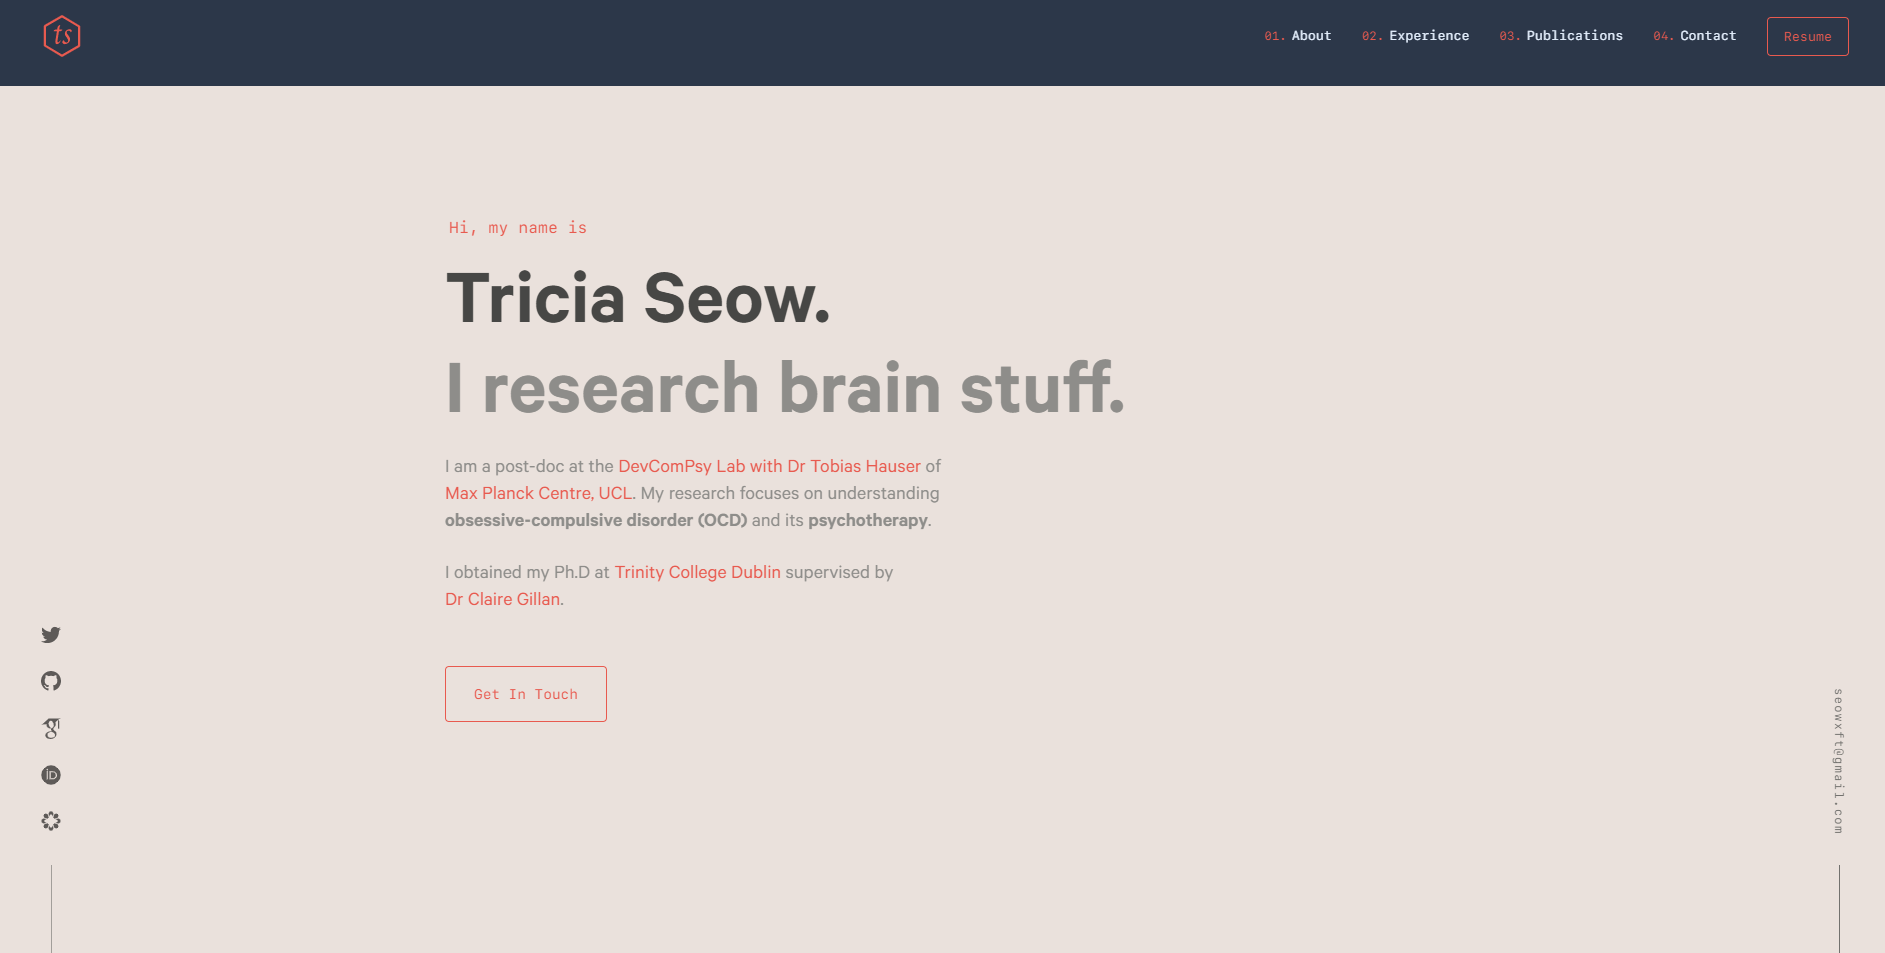 ts
01. About 02. Experience 03. Publications 04. Contact Resume
Hi, my name is
Tricia Seow.
I research brain stuff.
I am a post-doc at the DevComPsy Lab with Dr Tobias Hauser of
Max Planck Centre, UCL. My research focuses on understanding
obsessive-compulsive disorder (OCD) and its psychotherapy.
I obtained my Ph.D at Trinity College Dublin supervised by
Dr Claire Gillan.
Get In Touch
g
iD
seowxft@gmail.com